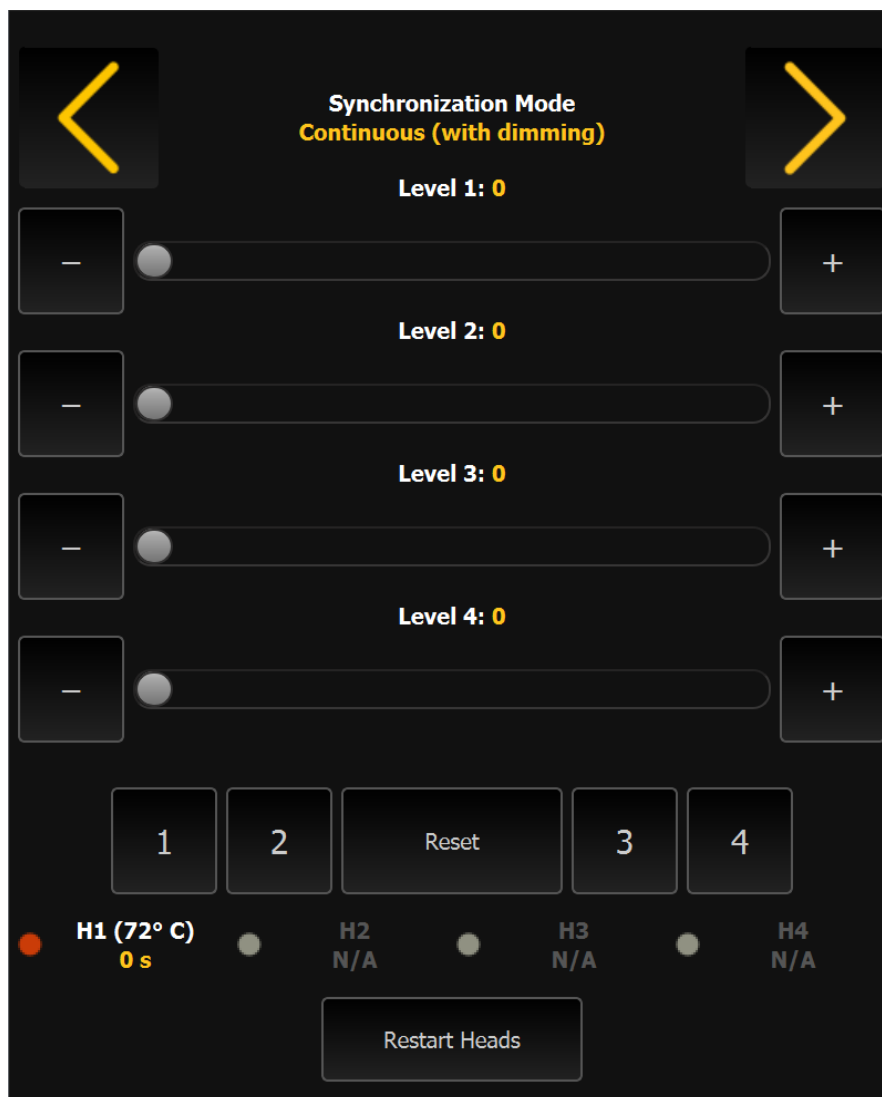 Synchronization Mode
Continuous (with dimming)
Level 1: 0
– +
Level 2: 0
– +
Level 3: 0
– +
Level 4: 0
– +
1 2 Reset 3 4
H1 (72° C) H2 H3 H4
0 s N/A N/A N/A
Restart Heads